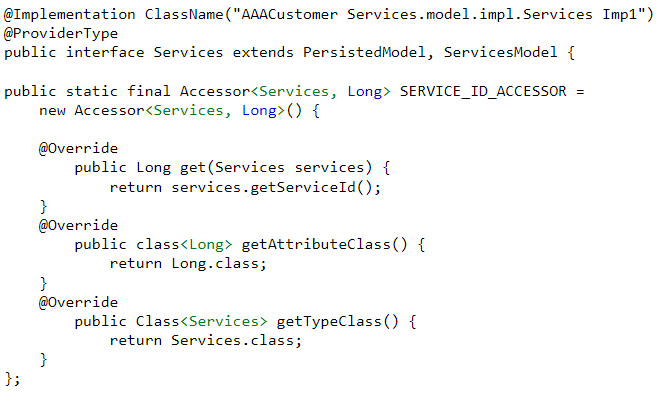 @Implementation ClassName("AAACustomer Services.model.impl.Services Imp1")
@ProviderType
public interface Services extends PersistedModel, ServicesModel {
public static final Accessor<Services, Long> SERVICE_ID_ACCESSOR =
new Accessor<Services, Long>() {
@Override
public Long get(Services services) {
return services.getServiceId();
}
@Override
public class<Long> getAttributeClass() {
return Long.class;
}
@Override
public Class<Services> getTypeClass() {
return Services.class;
}
};